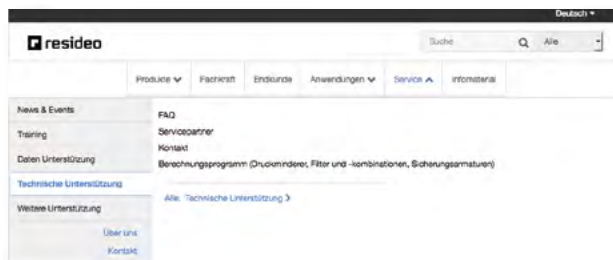 Deutsch
resideo
Suche Alle
Produkte Fachkraft Endkunde Anwendungen Service Infomaterial
News & Events
Training
Daten Unterstützung
Technische Unterstützung
Weitere Unterstützung
Über uns
Kontakt
FAQ
Servicepartner
Kontakt
Berechnungsprogramm (Druckminderer, Filter und -kombinationen, Sicherungsarmaturen)
Alle: Technische Unterstützung